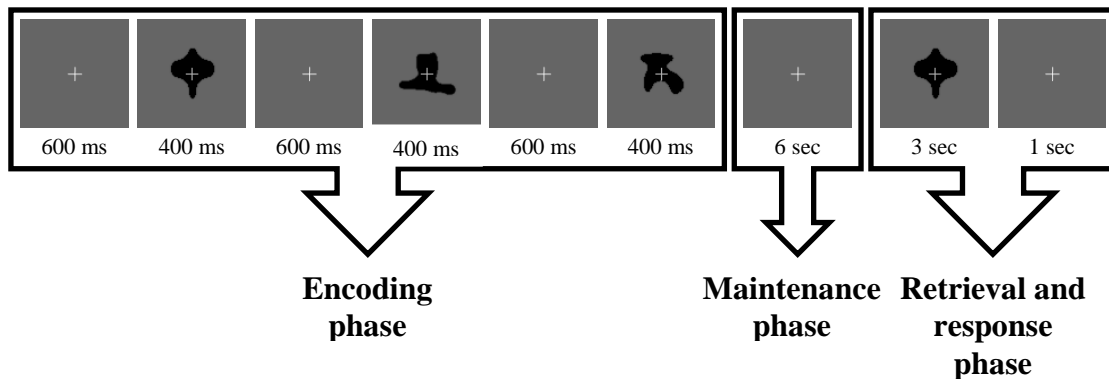 600 ms 400 ms 600 ms 400 ms 600 ms 400 ms 6 sec 3 sec 1 sec
Encoding
phase
Maintenance
phase
Retrieval and
response
phase